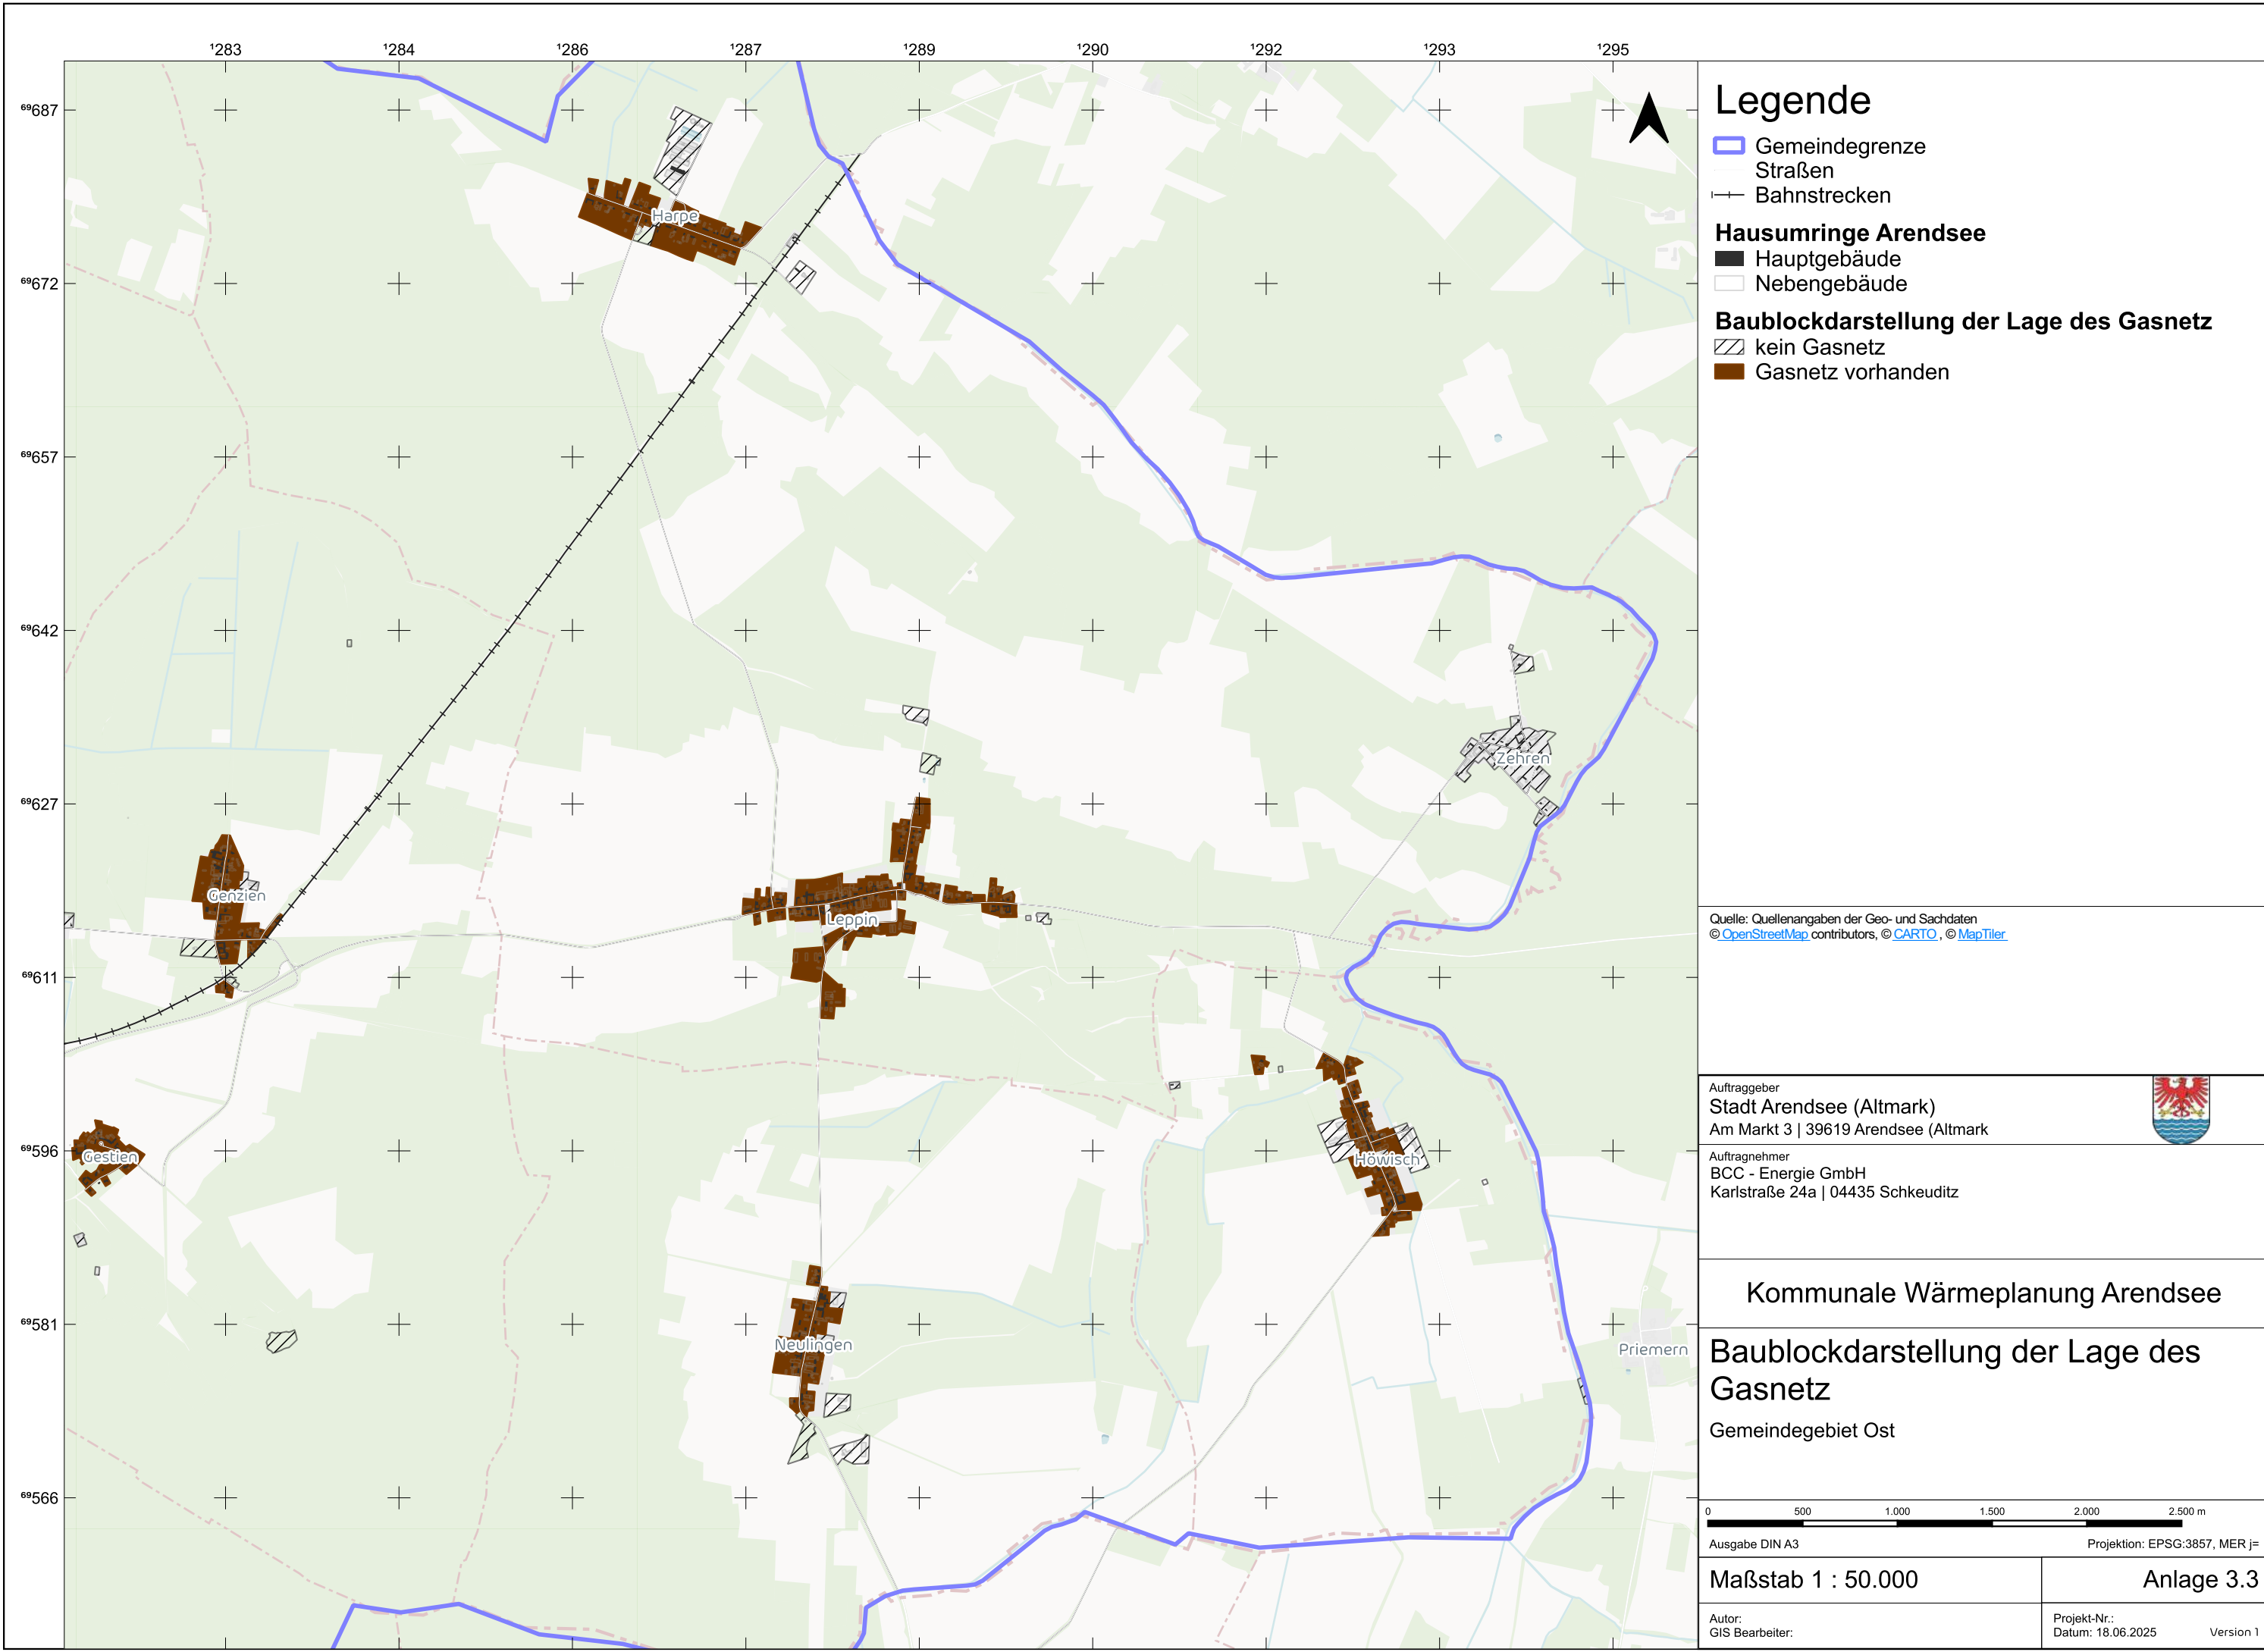 ¹283 ¹284 ¹286 ¹287 ¹289 ¹290 ¹292 ¹293 ¹295
⁶⁹687
⁶⁹672
⁶⁹657
⁶⁹642
⁶⁹627
⁶⁹611
⁶⁹596
⁶⁹581
⁶⁹566
Harpe
Zehren
Genzien
Leppin
Gestien
Höwisch
Neulingen
Priemern
Legende
Gemeindegrenze
Straßen
Bahnstrecken
Hausumringe Arendsee
Hauptgebäude
Nebengebäude
Baublockdarstellung der Lage des Gasnetz
kein Gasnetz
Gasnetz vorhanden
Quelle: Quellenangaben der Geo- und Sachdaten
© OpenStreetMap contributors, © CARTO , © MapTiler
Auftraggeber
Stadt Arendsee (Altmark)
Am Markt 3 | 39619 Arendsee (Altmark
Auftragnehmer
BCC - Energie GmbH
Karlstraße 24a | 04435 Schkeuditz
Kommunale Wärmeplanung Arendsee
Baublockdarstellung der Lage des
Gasnetz
Gemeindegebiet Ost
0 500 1.000 1.500 2.000 2.500 m
Ausgabe DIN A3 Projektion: EPSG:3857, MER j=
Maßstab 1 : 50.000 Anlage 3.3
Autor: Projekt-Nr.:
GIS Bearbeiter: Datum: 18.06.2025 Version 1